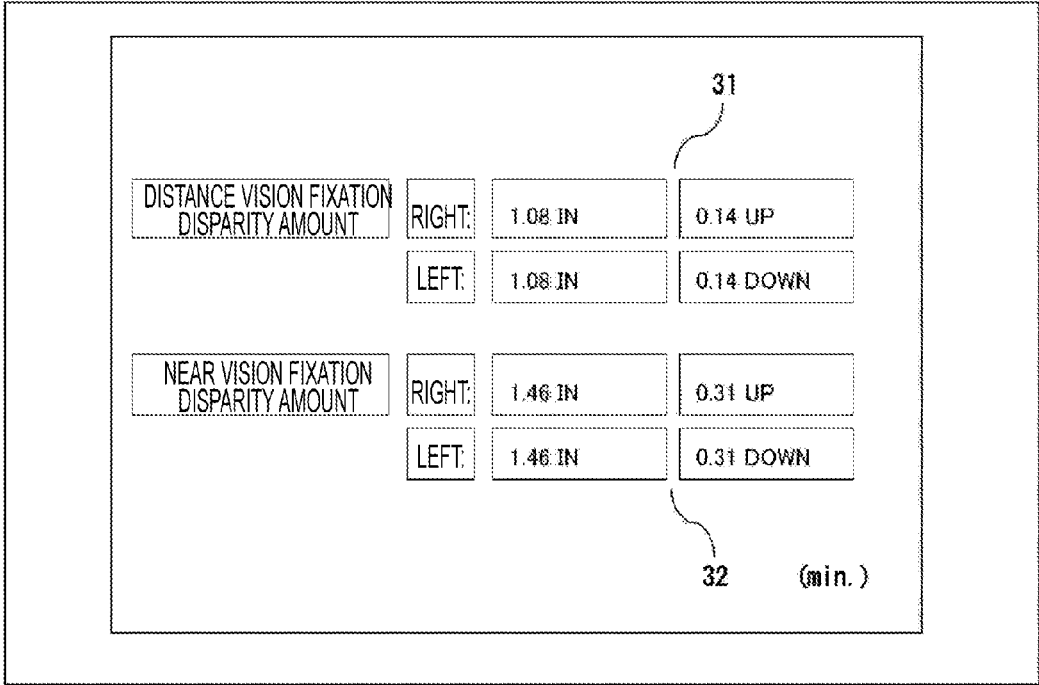 31
DISTANCE VISION FIXATION
DISPARITY AMOUNT
RIGHT: 1.08 IN 0.14 UP
LEFT: 1.08 IN 0.14 DOWN
NEAR VISION FIXATION
DISPARITY AMOUNT
RIGHT: 1.46 IN 0.31 UP
LEFT: 1.46 IN 0.31 DOWN
32 (min.)